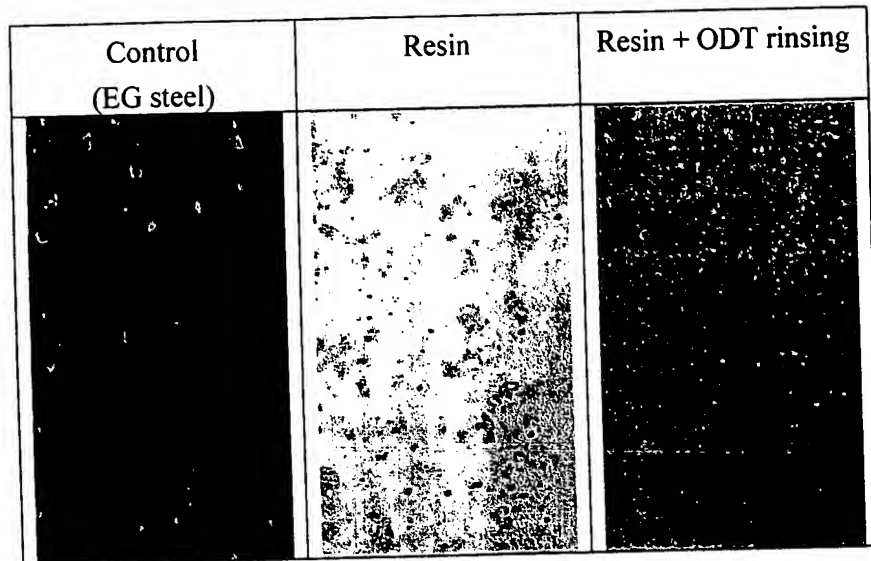 Control
(EG steel)
Resin
Resin + ODT rinsing